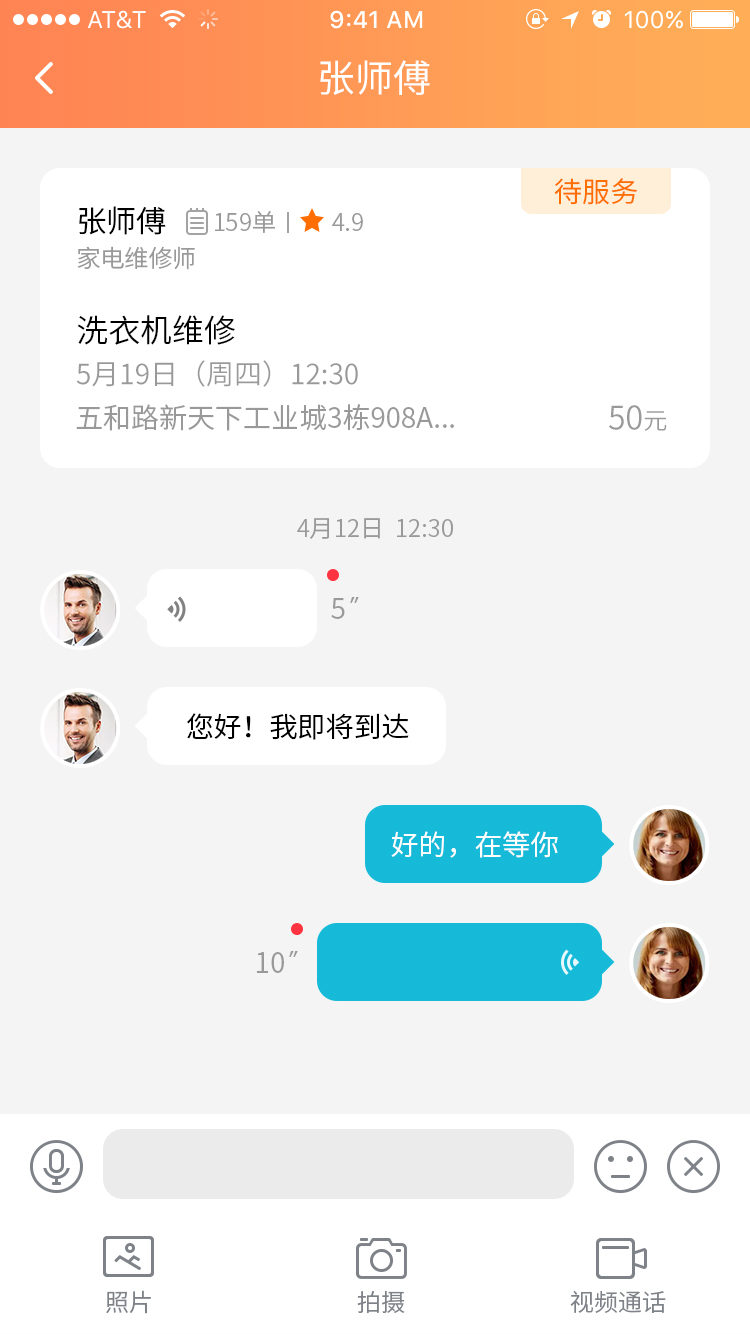 AT&T 9:41 AM 100%
张师傅
待服务
张师傅 159单 4.9
家电维修师
洗衣机维修
5月19日（周四）12:30
五和路新天下工业城3栋908A... 50元
4月12日 12:30
5″
您好！我即将到达
好的，在等你
10″
照片 拍摄 视频通话